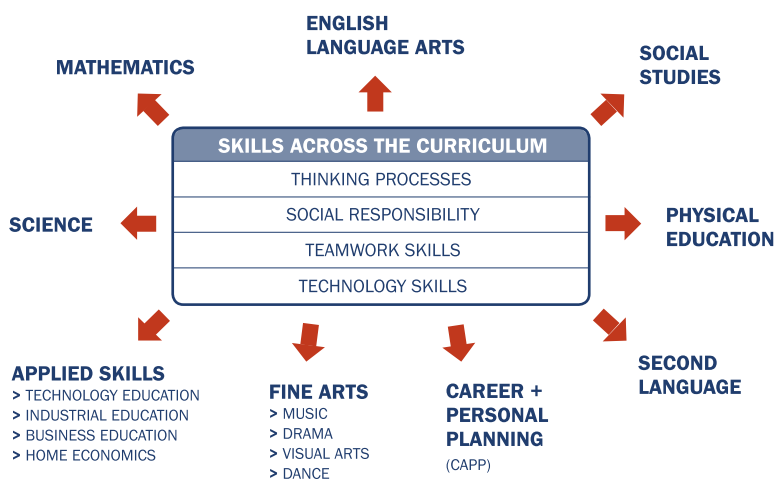 ENGLISH
LANGUAGE ARTS
MATHEMATICS
SOCIAL
STUDIES
SKILLS ACROSS THE CURRICULUM
THINKING PROCESSES
SOCIAL RESPONSIBILITY
TEAMWORK SKILLS
TECHNOLOGY SKILLS
SCIENCE
PHYSICAL
EDUCATION
APPLIED SKILLS
> TECHNOLOGY EDUCATION
> INDUSTRIAL EDUCATION
> BUSINESS EDUCATION
> HOME ECONOMICS
FINE ARTS
> MUSIC
> DRAMA
> VISUAL ARTS
> DANCE
CAREER +
PERSONAL
PLANNING
(CAPP)
SECOND
LANGUAGE